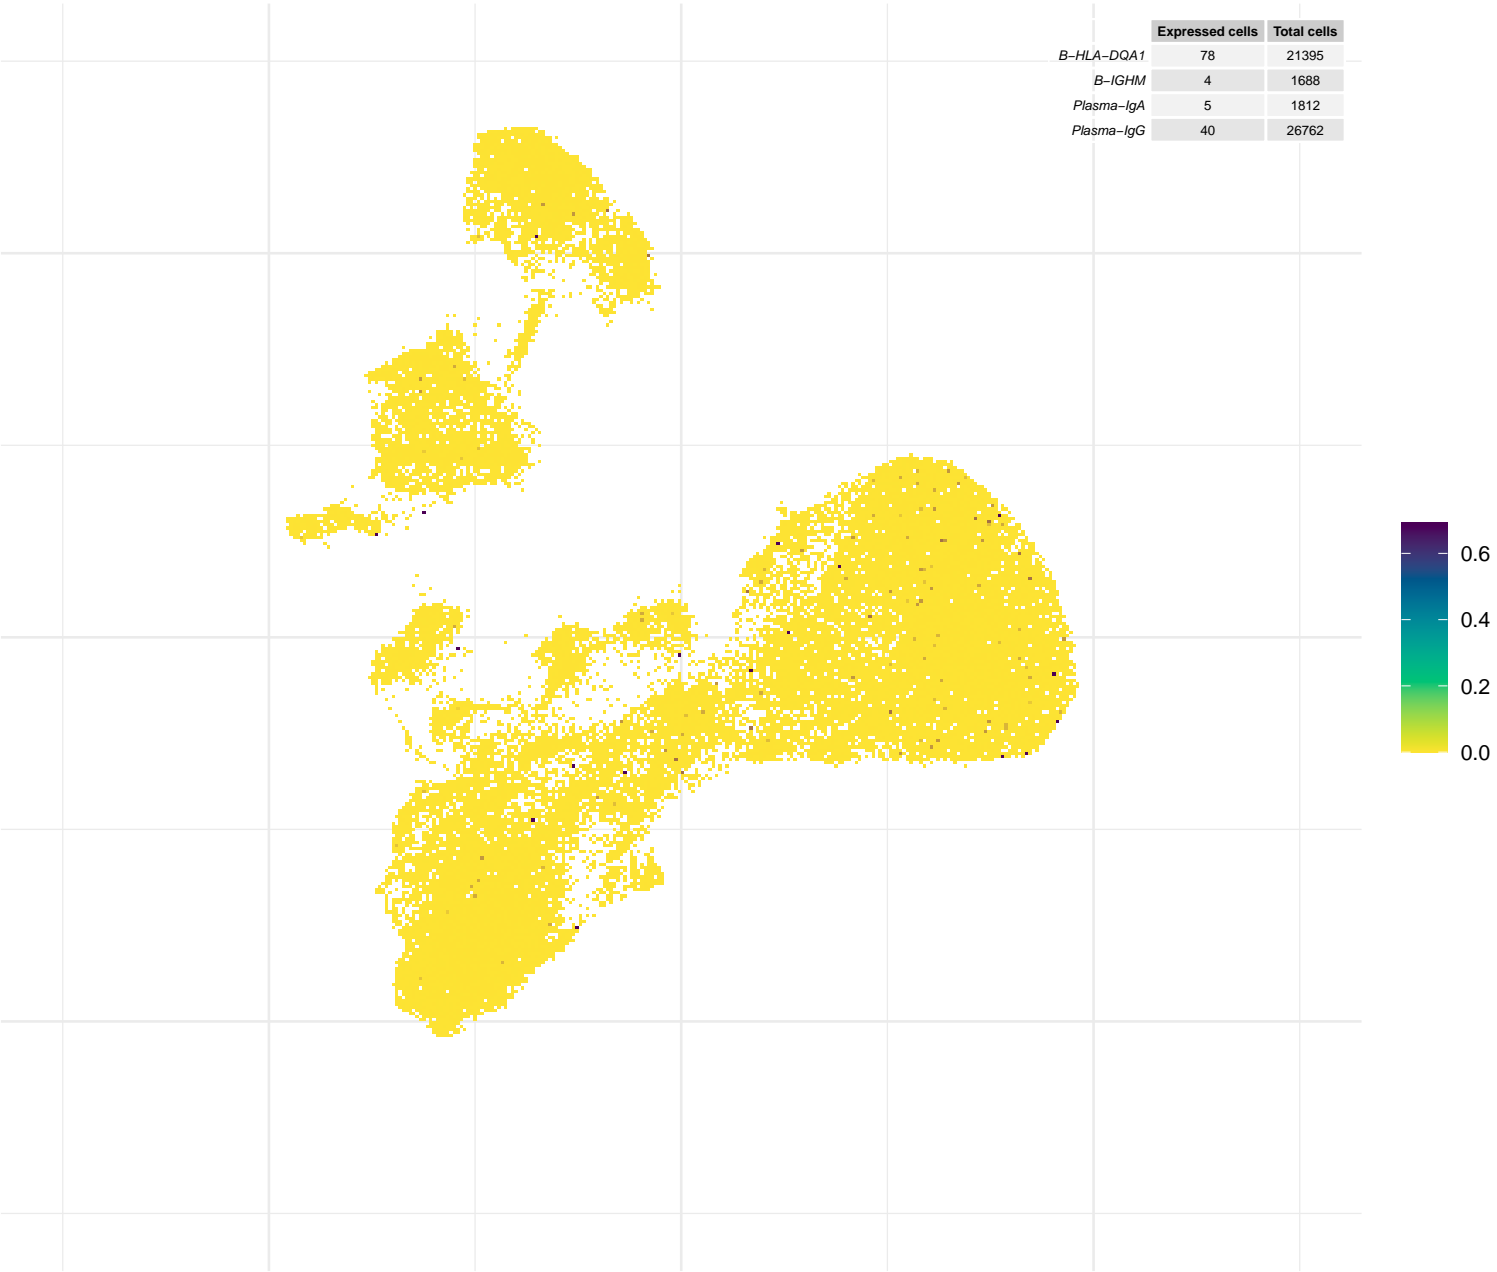 Expressed cells Total cells
B−HLA−DQA1 78 21395
B−IGHM 4 1688
Plasma−IgA 5 1812
Plasma−IgG 40 26762
0.6
0.4
0.2
0.0